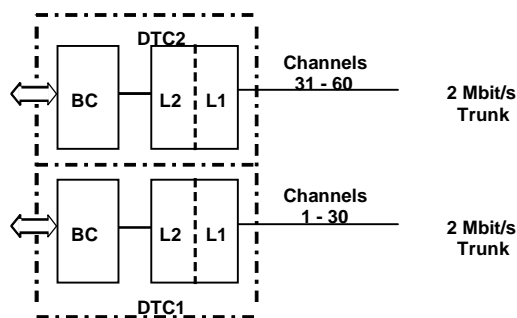 DTC2
BC
L2
L1
Channels
31 - 60
2 Mbit/s
Trunk
BC
L2
L1
Channels
1 - 30
2 Mbit/s
Trunk
DTC1